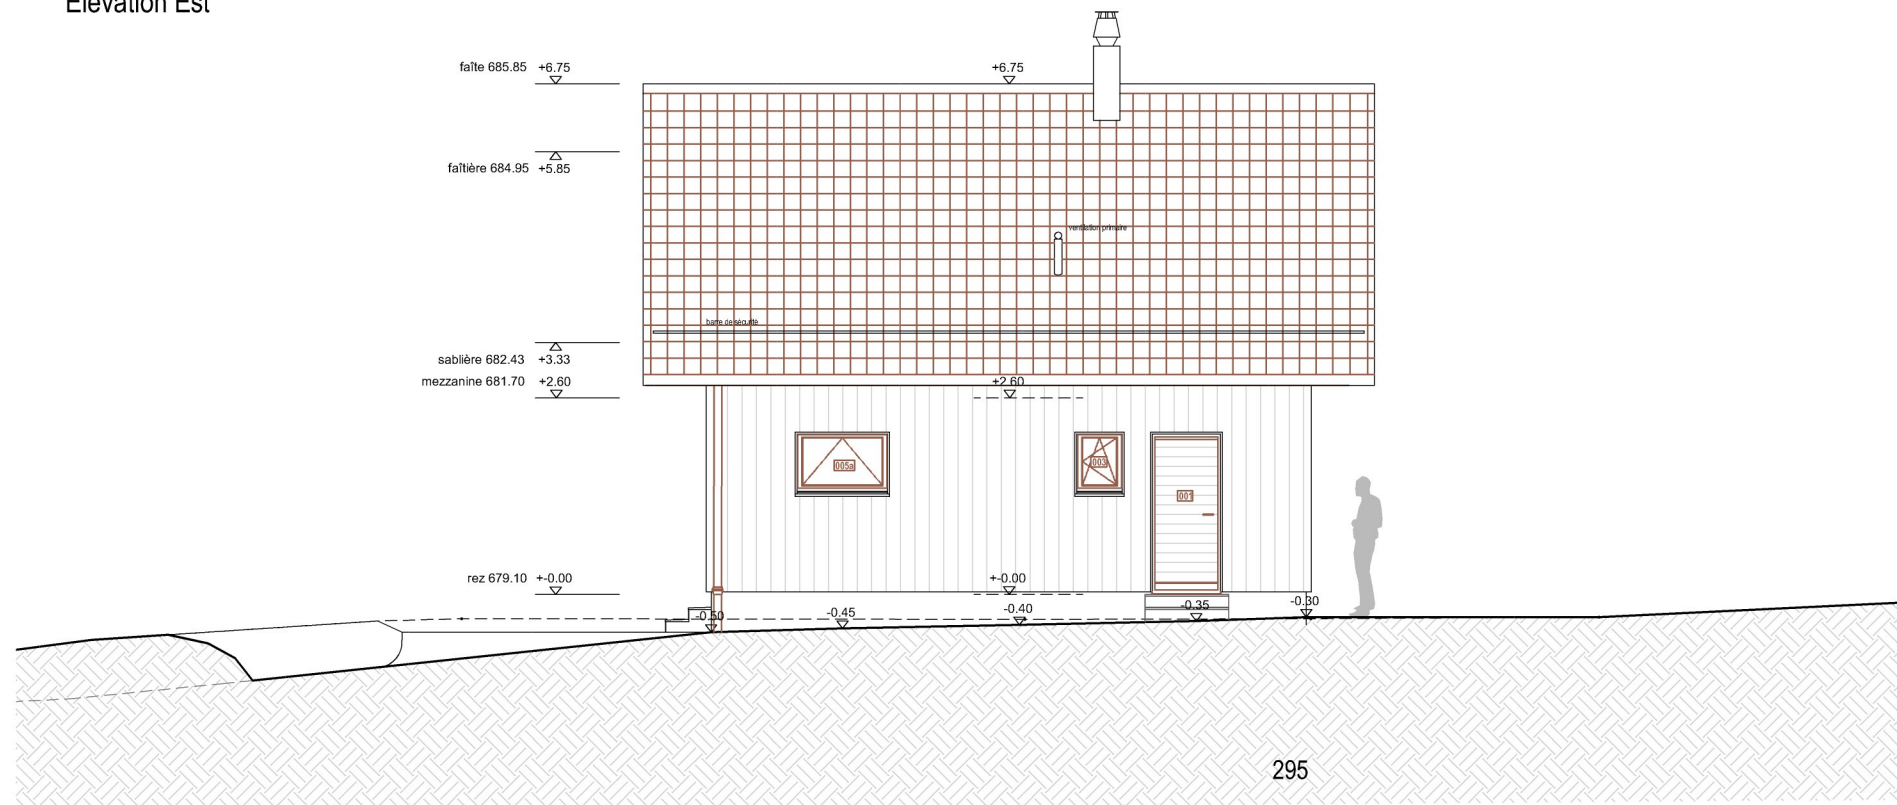 Elévation Est
faîte 685.85 +6.75
+6.75
faîtière 684.95 +5.85
ventilation primaire
barre de sécurité
sablière 682.43 +3.33
mezzanine 681.70 +2.60
+2.60
005a
003
001
rez 679.10 +-0.00
+-0.00
-0.50
-0.45
-0.40
-0.35
-0.30
295